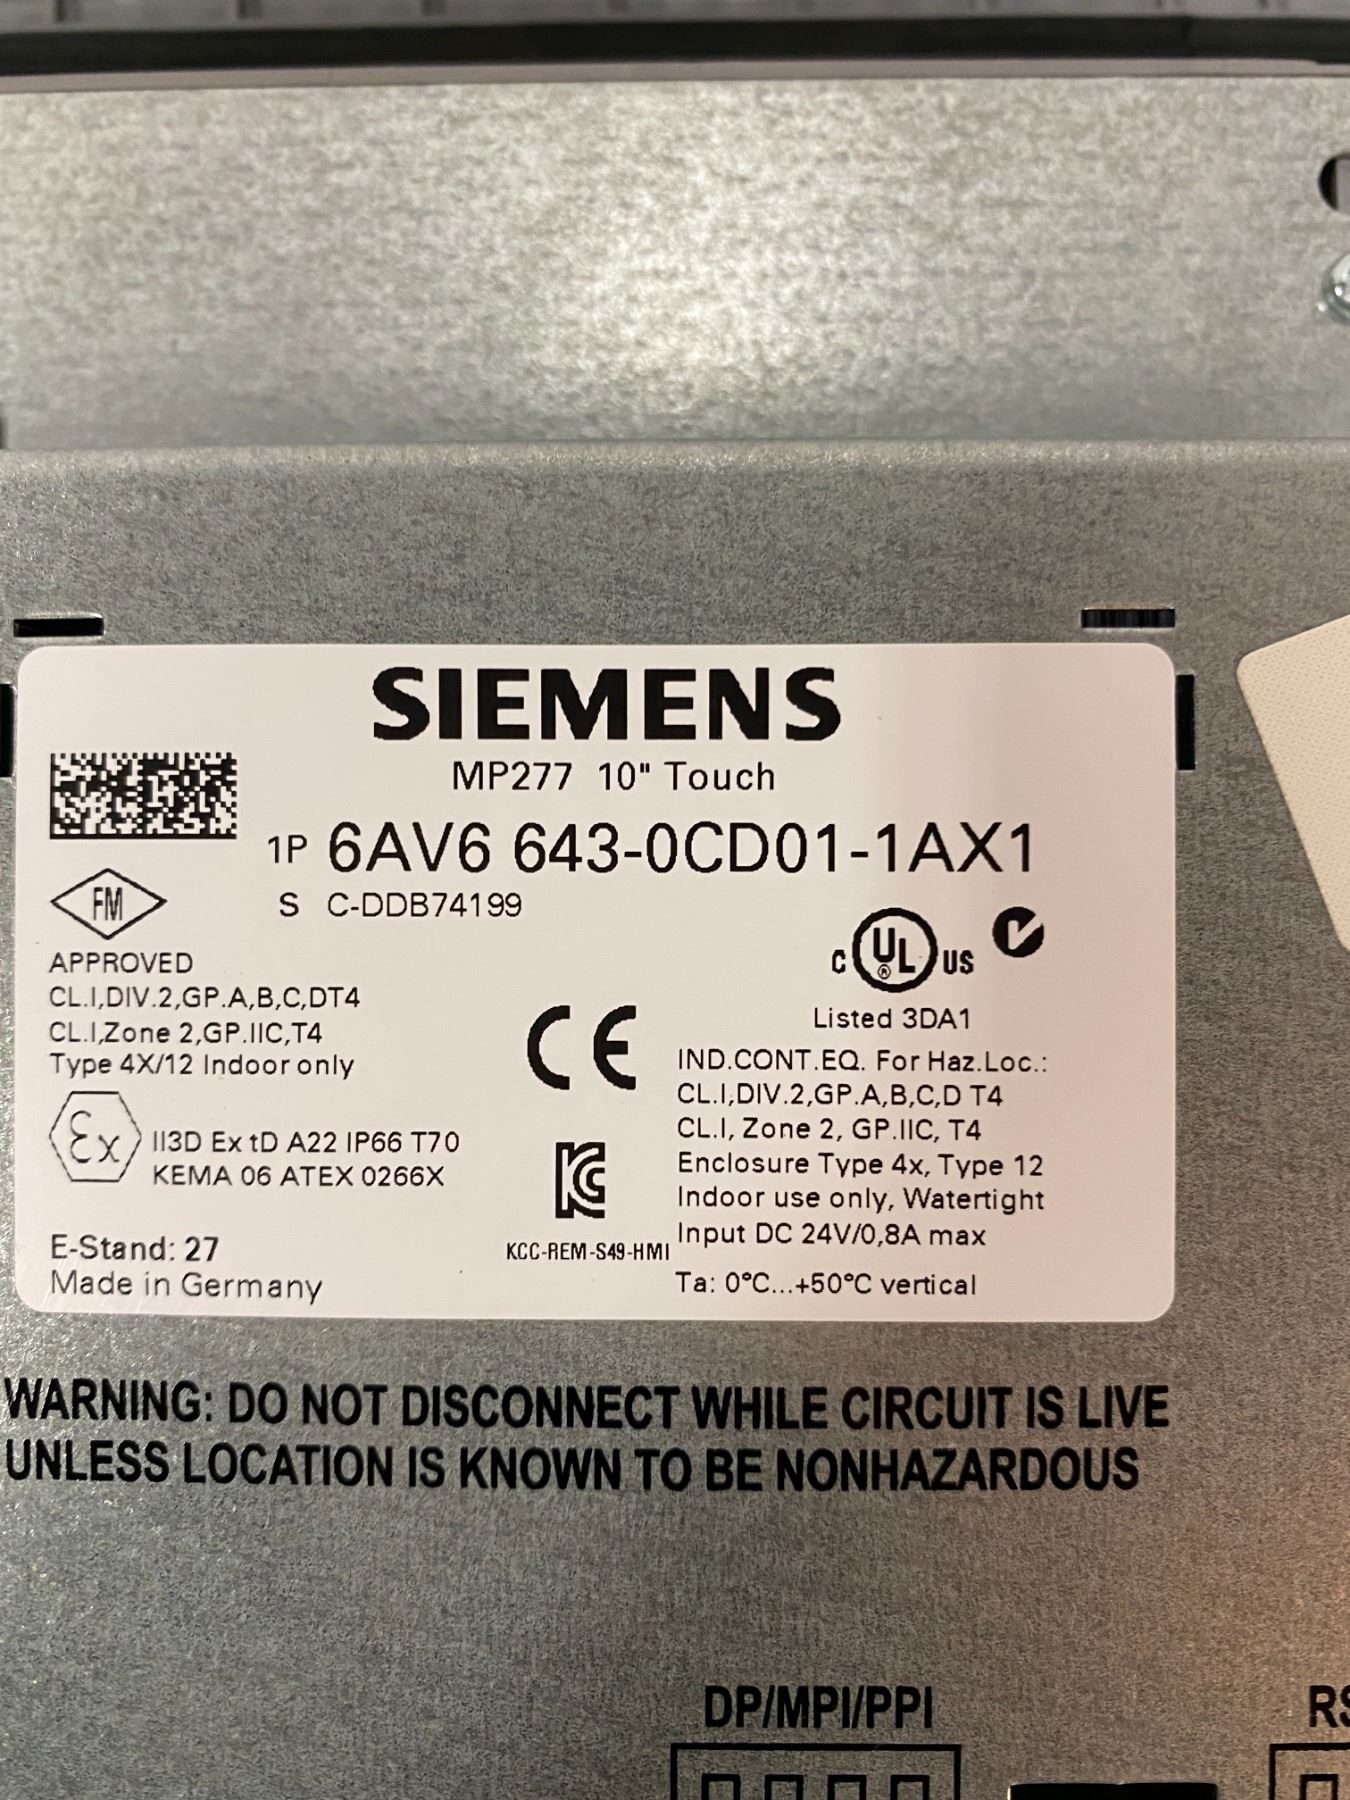 SIEMENS
MP277 10" Touch
1P 6AV6 643-0CD01-1AX1
S C-DDB74199
FM
APPROVED
CL.I,DIV.2,GP.A,B,C,DT4
CL.I,Zone 2,GP.IIC,T4
Type 4X/12 Indoor only
Ex II3D Ex tD A22 IP66 T70
KEMA 06 ATEX 0266X
E-Stand: 27
Made in Germany
CE
KCC-REM-S49-HMI
C UL ® US
Listed 3DA1
IND.CONT.EQ. For Haz.Loc.:
CL.I,DIV.2,GP.A,B,C,D T4
CL.I, Zone 2, GP.IIC, T4
Enclosure Type 4x, Type 12
Indoor use only, Watertight
Input DC 24V/0,8A max
Ta: 0°C...+50°C vertical
WARNING: DO NOT DISCONNECT WHILE CIRCUIT IS LIVE
UNLESS LOCATION IS KNOWN TO BE NONHAZARDOUS
DP/MPI/PPI